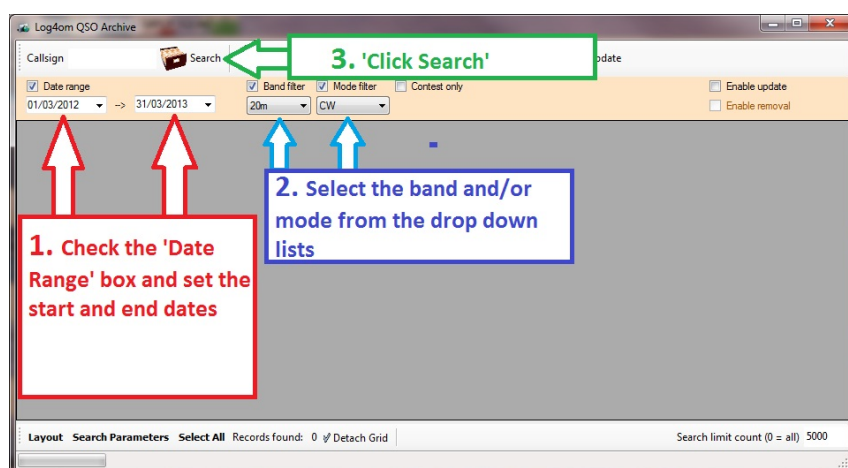 Log4om QSO Archive
Callsign Search 3. 'Click Search' pdate
Date range Band filter Mode filter Contest only Enable update
01/03/2012 --> 31/03/2013 20m CW Enable removal
2. Select the band and/or
mode from the drop down
lists
1. Check the 'Date
Range' box and set the
start and end dates
Layout Search Parameters Select All Records found: 0 Detach Grid Search limit count (0 = all) 5000